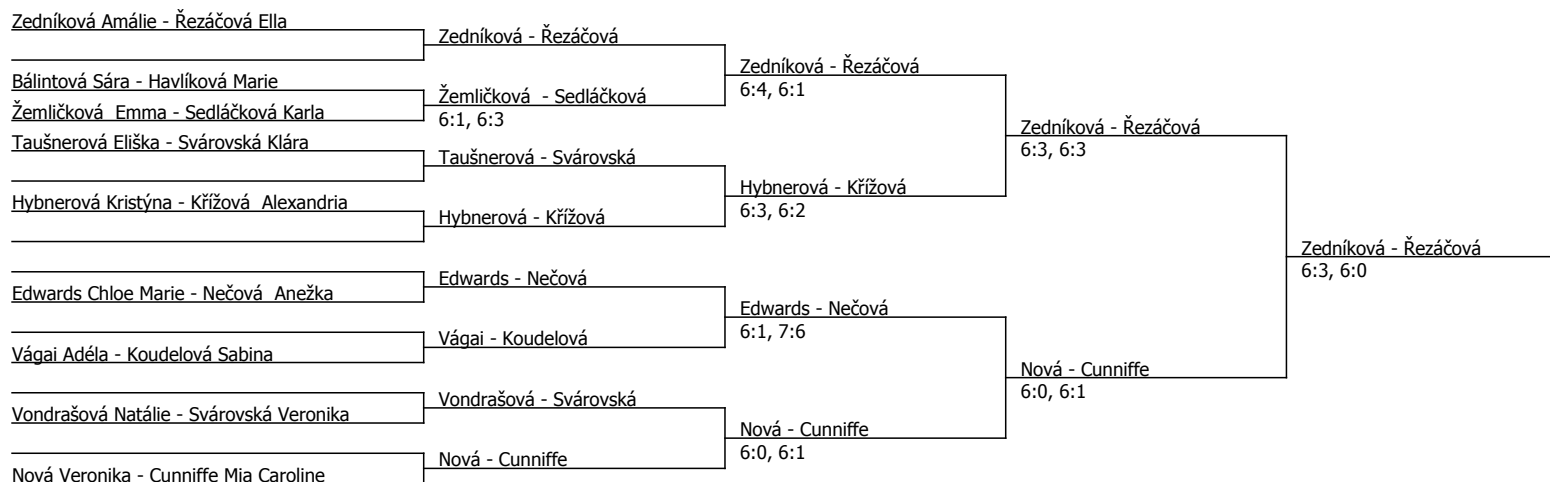 Zedníková Amálie - Řezáčová Ella
Bálintová Sára - Havlíková Marie
Žemličková  Emma - Sedláčková Karla
Taušnerová Eliška - Svárovská Klára
Hybnerová Kristýna - Křížová  Alexandria
Edwards Chloe Marie - Nečová  Anežka
Vágai Adéla - Koudelová Sabina
Vondrašová Natálie - Svárovská Veronika
Nová Veronika - Cunniffe Mia Caroline
Zedníková - Řezáčová
Žemličková  - Sedláčková
6:1, 6:3
Taušnerová - Svárovská
Hybnerová - Křížová
Edwards - Nečová
Vágai - Koudelová
Vondrašová - Svárovská
Nová - Cunniffe
Zedníková - Řezáčová
6:4, 6:1
Hybnerová - Křížová
6:3, 6:2
Edwards - Nečová
6:1, 7:6
Nová - Cunniffe
6:0, 6:1
Zedníková - Řezáčová
6:3, 6:3
Nová - Cunniffe
6:0, 6:1
Zedníková - Řezáčová
6:3, 6:0